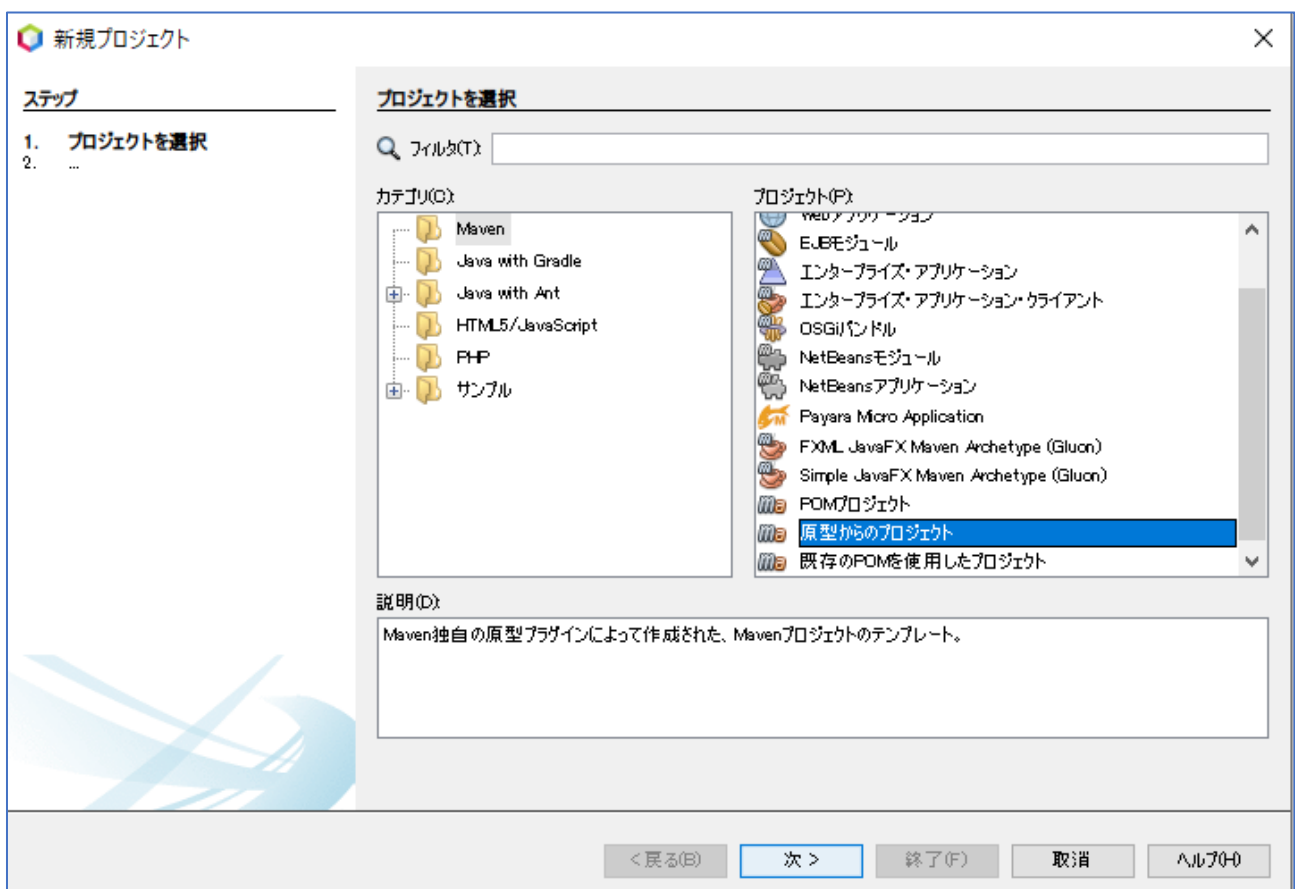 新規プロジェクト
ステップ
1. プロジェクトを選択
2. ...
プロジェクトを選択
フィルタ(T):
カテゴリ(C):
Maven
Java with Gradle
Java with Ant
HTML5/JavaScript
PHP
サンプル
プロジェクト(P):
Webアプリケーション
EJBモジュール
エンタープライズ・アプリケーション
エンタープライズ・アプリケーション・クライアント
OSGiバンドル
NetBeansモジュール
NetBeansアプリケーション
Payara Micro Application
FXML JavaFX Maven Archetype (Gluon)
Simple JavaFX Maven Archetype (Gluon)
POMプロジェクト
原型からのプロジェクト
既存のPOMを使用したプロジェクト
説明(D):
Maven独自の原型プラグインによって作成された、Mavenプロジェクトのテンプレート。
<戻る(B)
次 >
終了(F)
取消
ヘルプ(H)